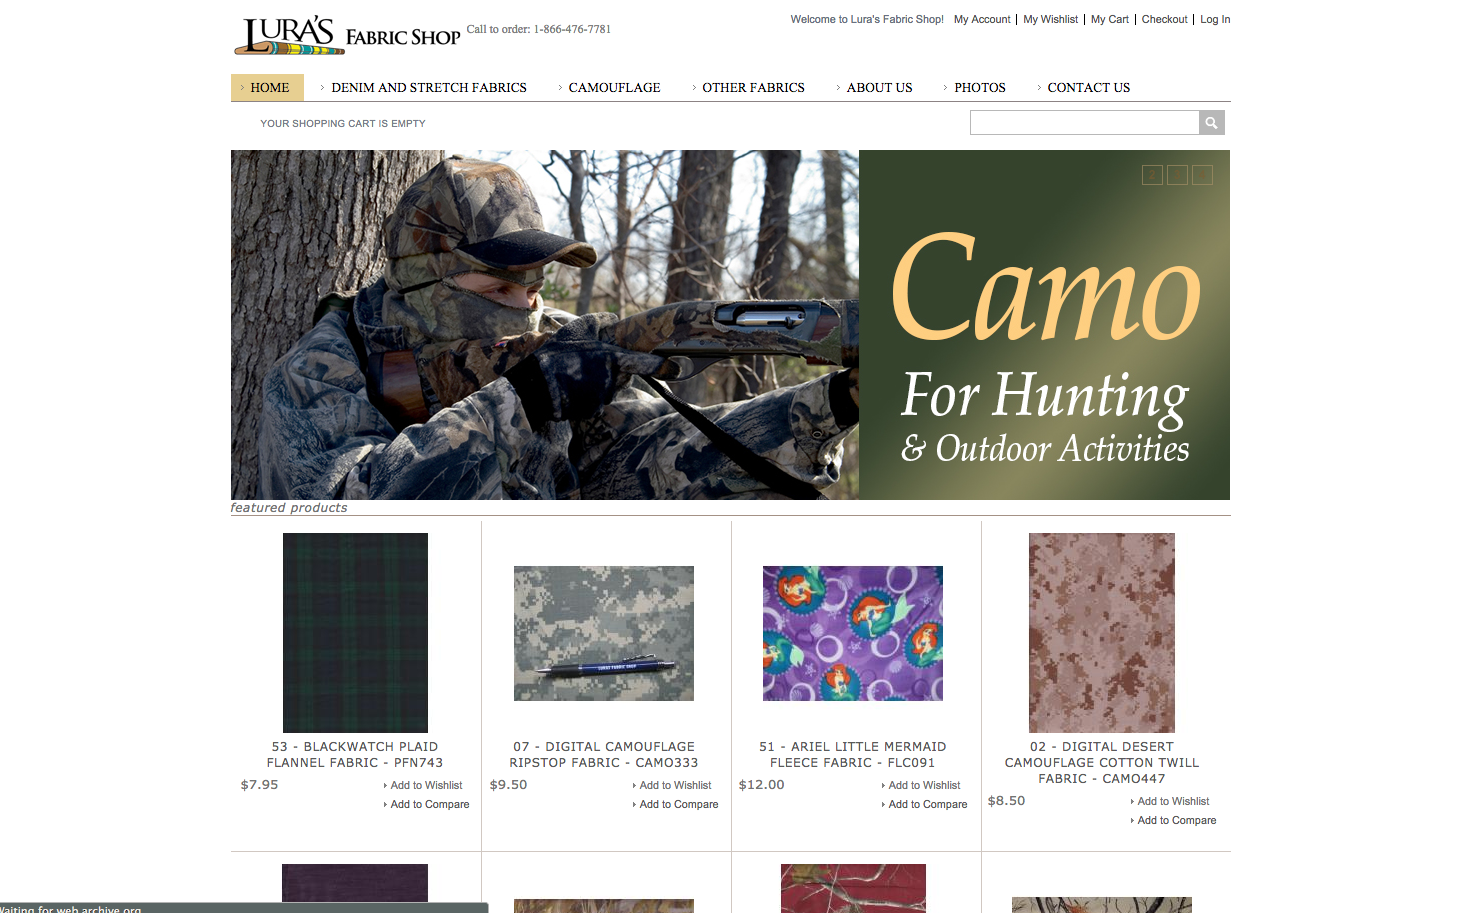 LURA'S FABRIC SHOP
Call to order: 1-866-476-7781
Welcome to Lura's Fabric Shop! My Account | My Wishlist | My Cart | Checkout | Log In
HOME DENIM AND STRETCH FABRICS CAMOUFLAGE OTHER FABRICS ABOUT US PHOTOS CONTACT US
YOUR SHOPPING CART IS EMPTY
2
Camo
For Hunting
& Outdoor Activities
featured products
LURA'S FABRIC SHOP
53 - BLACKWATCH PLAID
FLANNEL FABRIC - PFN743
$7.95
Add to Wishlist
Add to Compare
07 - DIGITAL CAMOUFLAGE
RIPSTOP FABRIC - CAMO333
$9.50
Add to Wishlist
Add to Compare
51 - ARIEL LITTLE MERMAID
FLEECE FABRIC - FLC091
$12.00
Add to Wishlist
Add to Compare
02 - DIGITAL DESERT
CAMOUFLAGE COTTON TWILL
FABRIC - CAMO447
$8.50
Add to Wishlist
Add to Compare
Waiting for web.archive.org